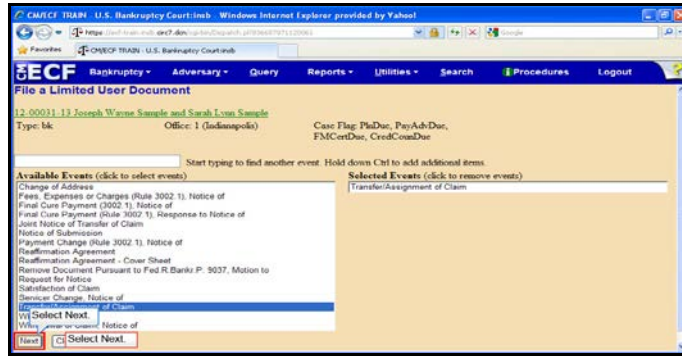 CM/ECF TRAIN - U.S. Bankruptcy Court:insb - Windows Internet Explorer provided by Yahoo!
Google
Favorites CM/ECF TRAIN - U.S. Bankruptcy Court:insb
ECF Bankruptcy Adversary Query Reports Utilities Search Procedures Logout
File a Limited User Document
12-00031-13 Joseph Wayne Sample and Sarah Lynn Sample
Type: bk Office: 1 (Indianapolis) Case Flag: PlnDue, PayAdvDue,
FMCertDue, CredCounDue
Start typing to find another event. Hold down Ctrl to add additional items.
Available Events (click to select events) Selected Events (click to remove events)
Change of Address Transfer/Assignment of Claim
Fees, Expenses or Charges (Rule 3002.1), Notice of
Final Cure Payment (3002.1), Notice of
Final Cure Payment (Rule 3002.1), Response to Notice of
Joint Notice of Transfer of Claim
Notice of Submission
Payment Change (Rule 3002.1), Notice of
Reaffirmation Agreement
Reaffirmation Agreement - Cover Sheet
Remove Document Pursuant to Fed.R.Bankr.P. 9037, Motion to
Request for Notice
Satisfaction of Claim
Servicer Change, Notice of
Transfer/Assignment of Claim
Select Next.
Notice of
Next Select Next.